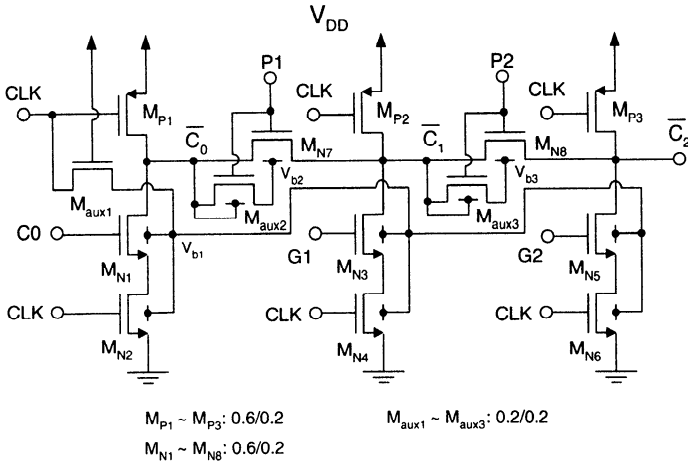 V_DD
P1
P2
CLK
CLK
CLK
M_P1
M_P2
M_P3
C̅_0
C̅_1
C̅_2
M_N7
M_N8
V_b2
V_b3
M_aux1
M_aux2
M_aux3
C0
M_N1
V_b1
G1
M_N3
G2
M_N5
CLK
M_N2
CLK
M_N4
CLK
M_N6
M_P1 ~ M_P3: 0.6/0.2
M_aux1 ~ M_aux3: 0.2/0.2
M_N1 ~ M_N8: 0.6/0.2